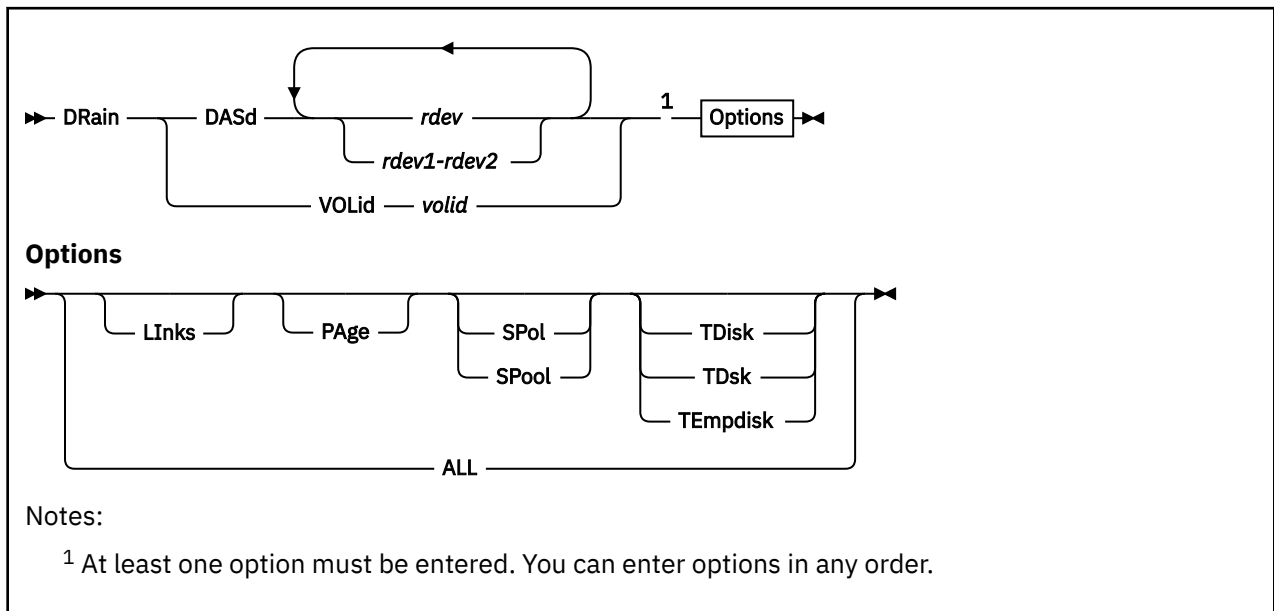 DRain DASd rdev 1 Options
rdev1-rdev2
VOLid volid
Options
LInks PAge SPol TDisk
SPool TDsk
TEmpdisk
ALL
Notes:
1 At least one option must be entered. You can enter options in any order.